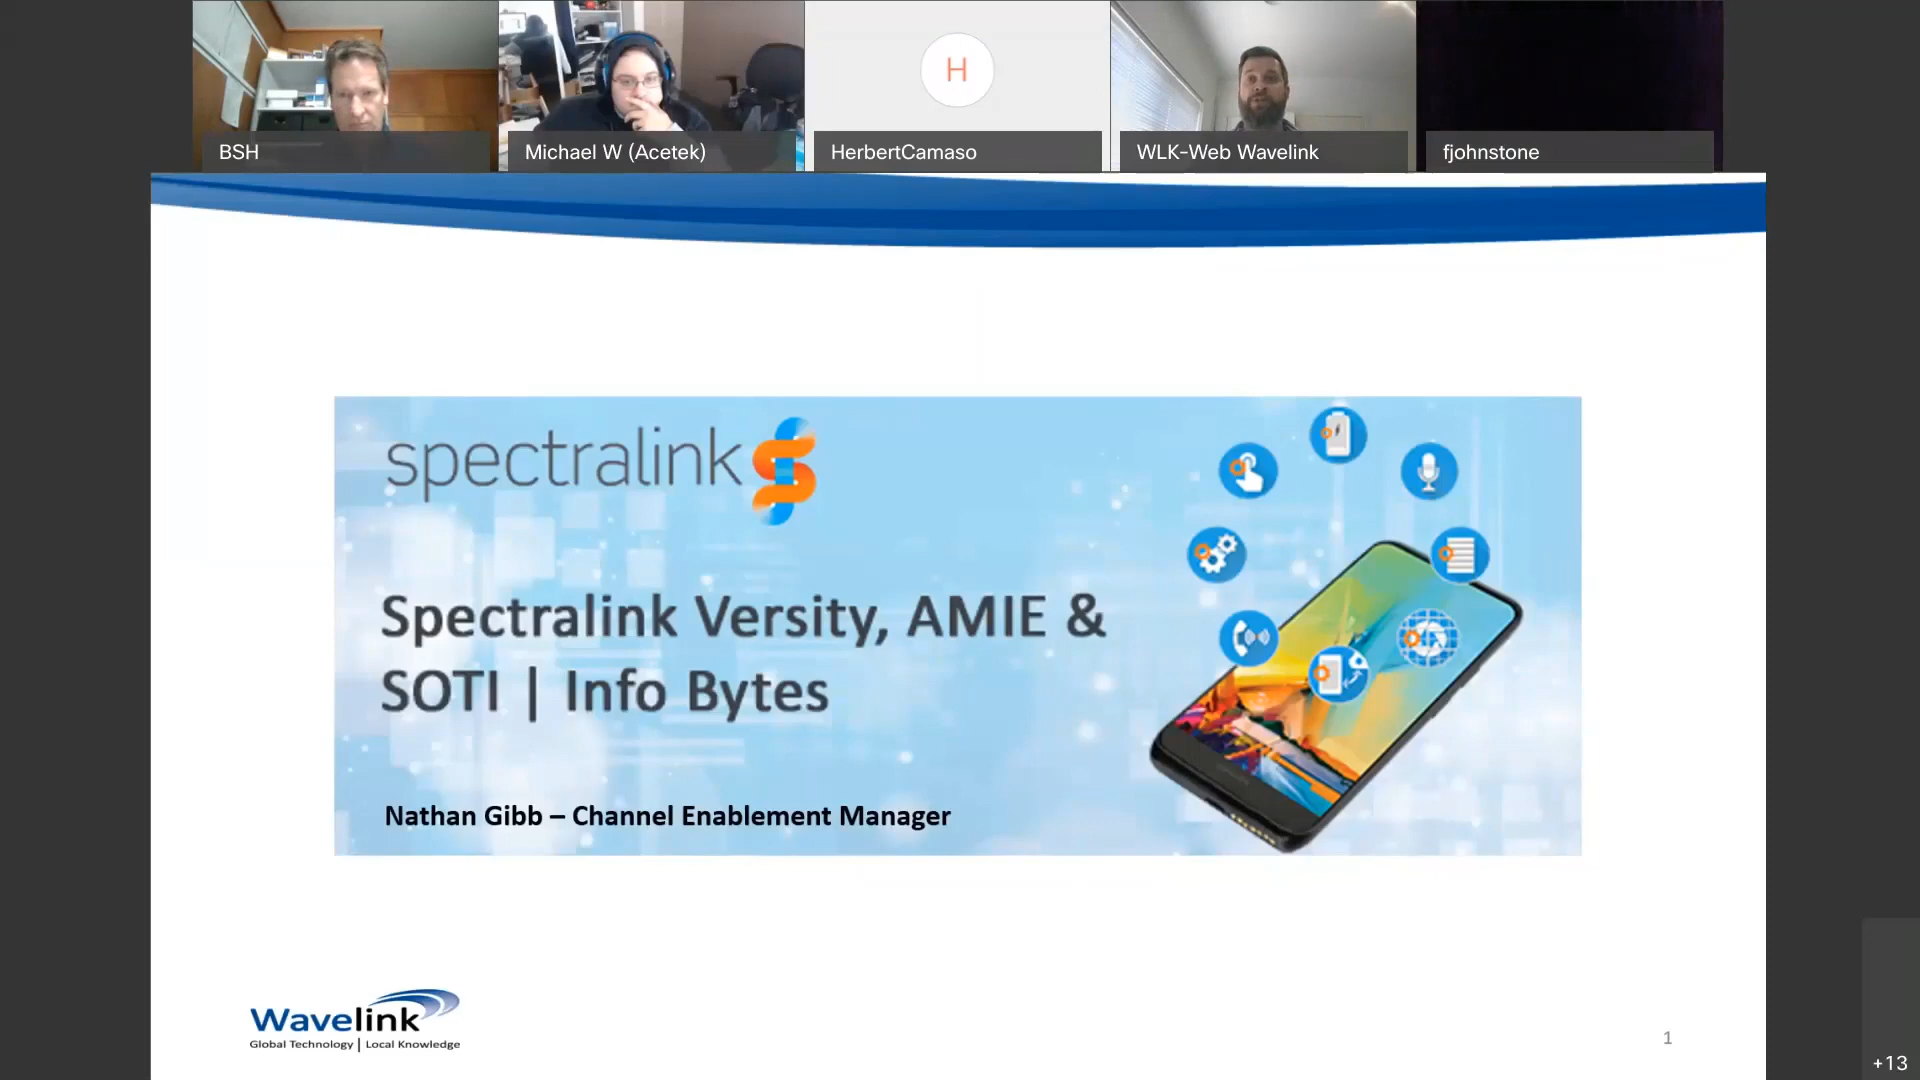 BSH
Michael W (Acetek)
H
HerbertCamaso
WLK-Web Wavelink
fjohnstone
spectralink
Spectralink Versity, AMIE &
SOTI | Info Bytes
Nathan Gibb – Channel Enablement Manager
Wavelink
Global Technology | Local Knowledge
1
+13